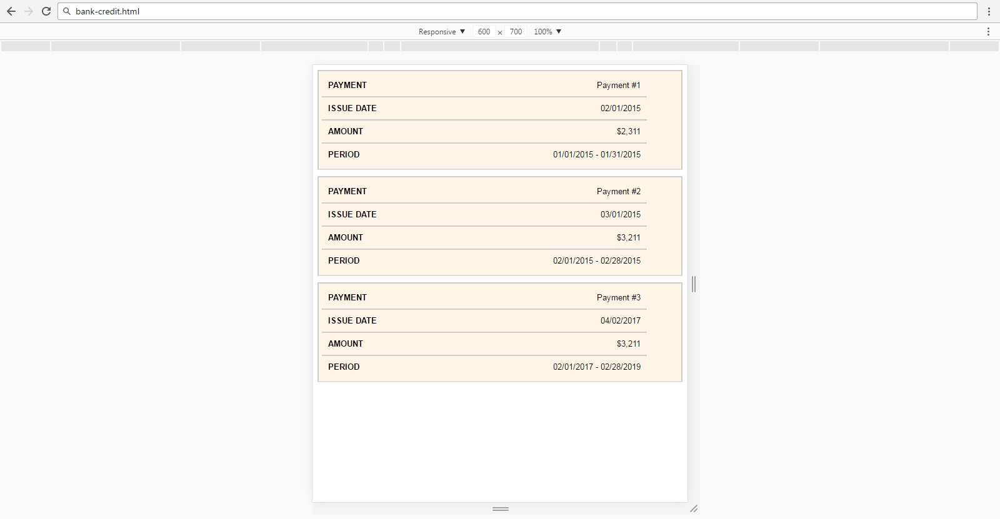 bank-credit.html
Responsive ▼ 600 × 700 100% ▼
PAYMENT Payment #1
ISSUE DATE 02/01/2015
AMOUNT $2,311
PERIOD 01/01/2015 - 01/31/2015
PAYMENT Payment #2
ISSUE DATE 03/01/2015
AMOUNT $3,211
PERIOD 02/01/2015 - 02/28/2015
PAYMENT Payment #3
ISSUE DATE 04/02/2017
AMOUNT $3,211
PERIOD 02/01/2017 - 02/28/2019